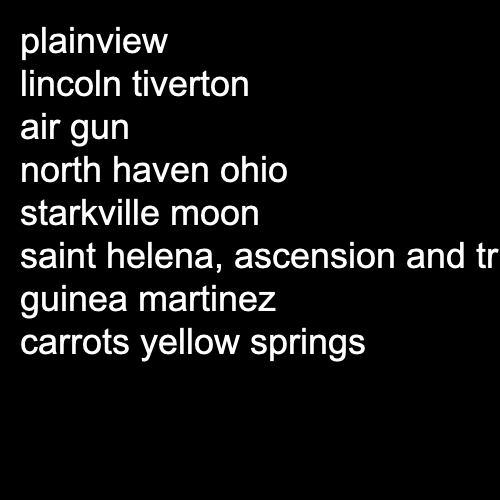 plainview
lincoln tiverton
air gun
north haven ohio
starkville moon
saint helena, ascension and tr
guinea martinez
carrots yellow springs